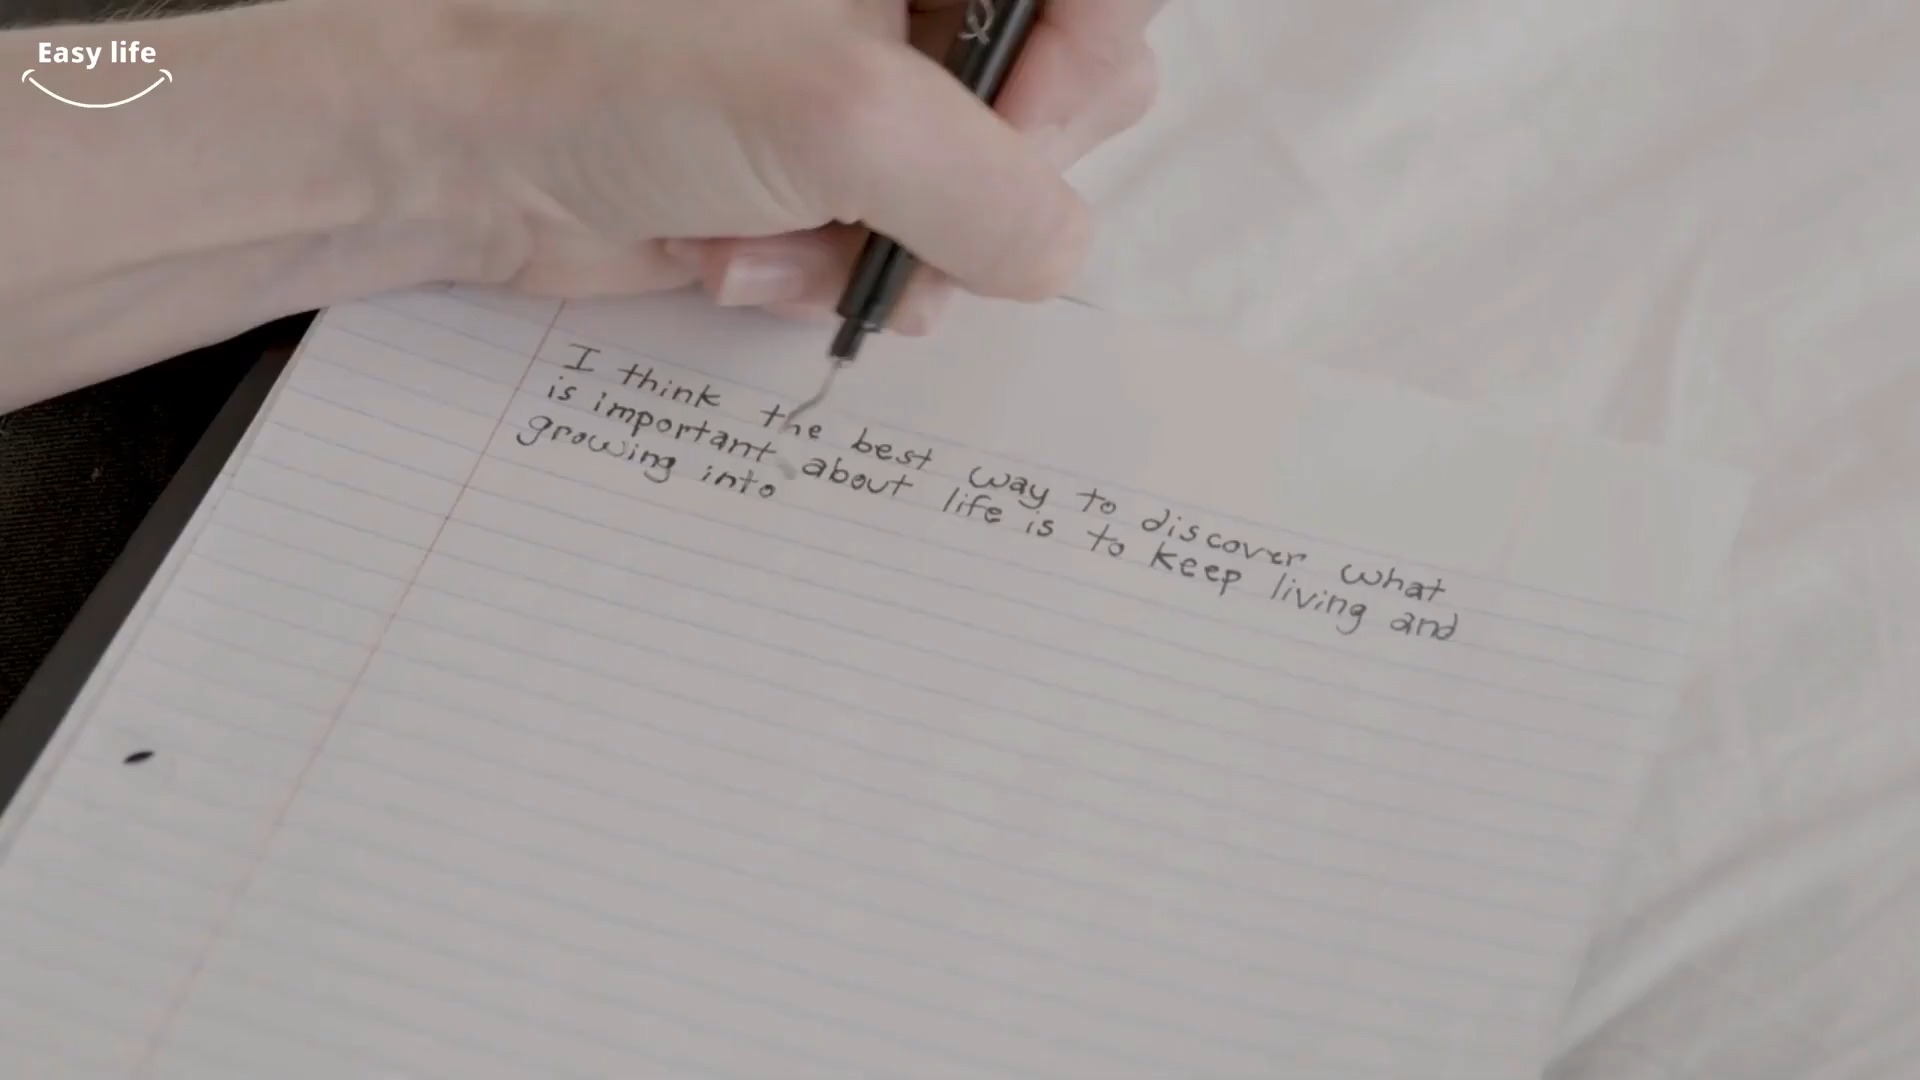 Easy life
I think the best way to discover what
is important about life is to keep living and
growing into